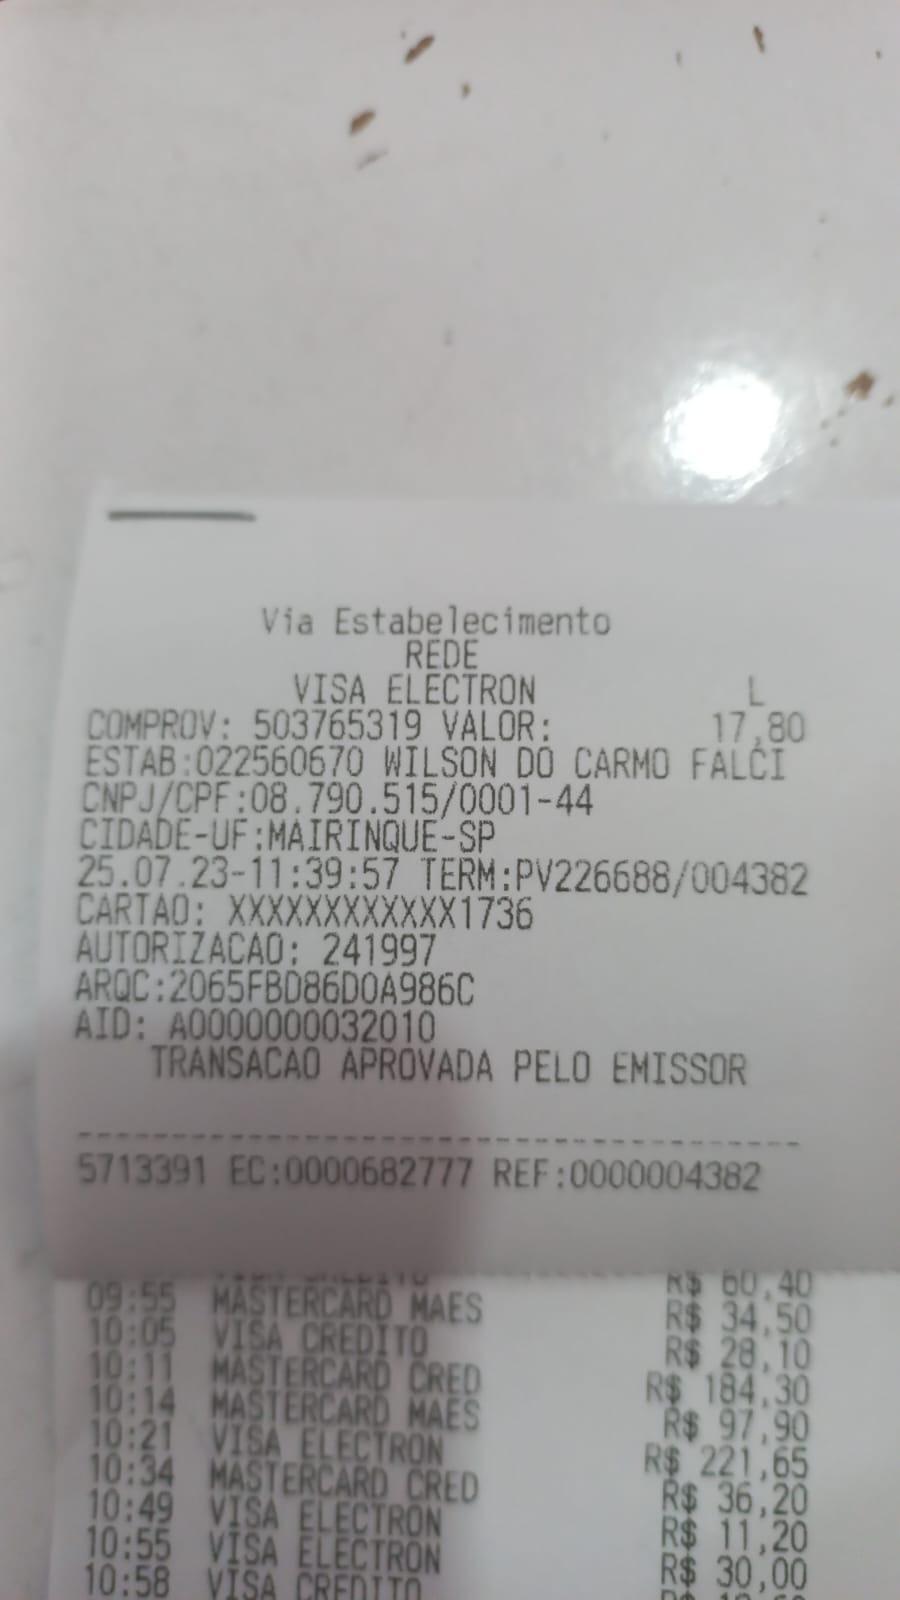 Via Estabelecimento
REDE
VISA ELECTRON L
COMPROV: 503765319 VALOR: 17,80
ESTAB:022560670 WILSON DO CARMO FALCI
CNPJ/CPF:08.790.515/0001-44
CIDADE-UF:MAIRINQUE-SP
25.07.23-11:39:57 TERM:PV226688/004382
CARTAO: XXXXXXXXXXXX1736
AUTORIZACAO: 241997
ARQC:2065FBD86D0A986C
AID: A0000000032010
TRANSACAO APROVADA PELO EMISSOR
5713391 EC:0000682777 REF:0000004382
VISA CREDITO R$ 60,40
09:55 MASTERCARD MAES R$ 34,50
10:05 VISA CREDITO R$ 28,10
10:11 MASTERCARD CRED R$ 184,30
10:14 MASTERCARD MAES R$ 97,90
10:21 VISA ELECTRON R$ 221,65
10:34 MASTERCARD CRED R$ 36,20
10:49 VISA ELECTRON R$ 11,20
10:55 VISA ELECTRON R$ 30,00
10:58 VISA CREDITO R$